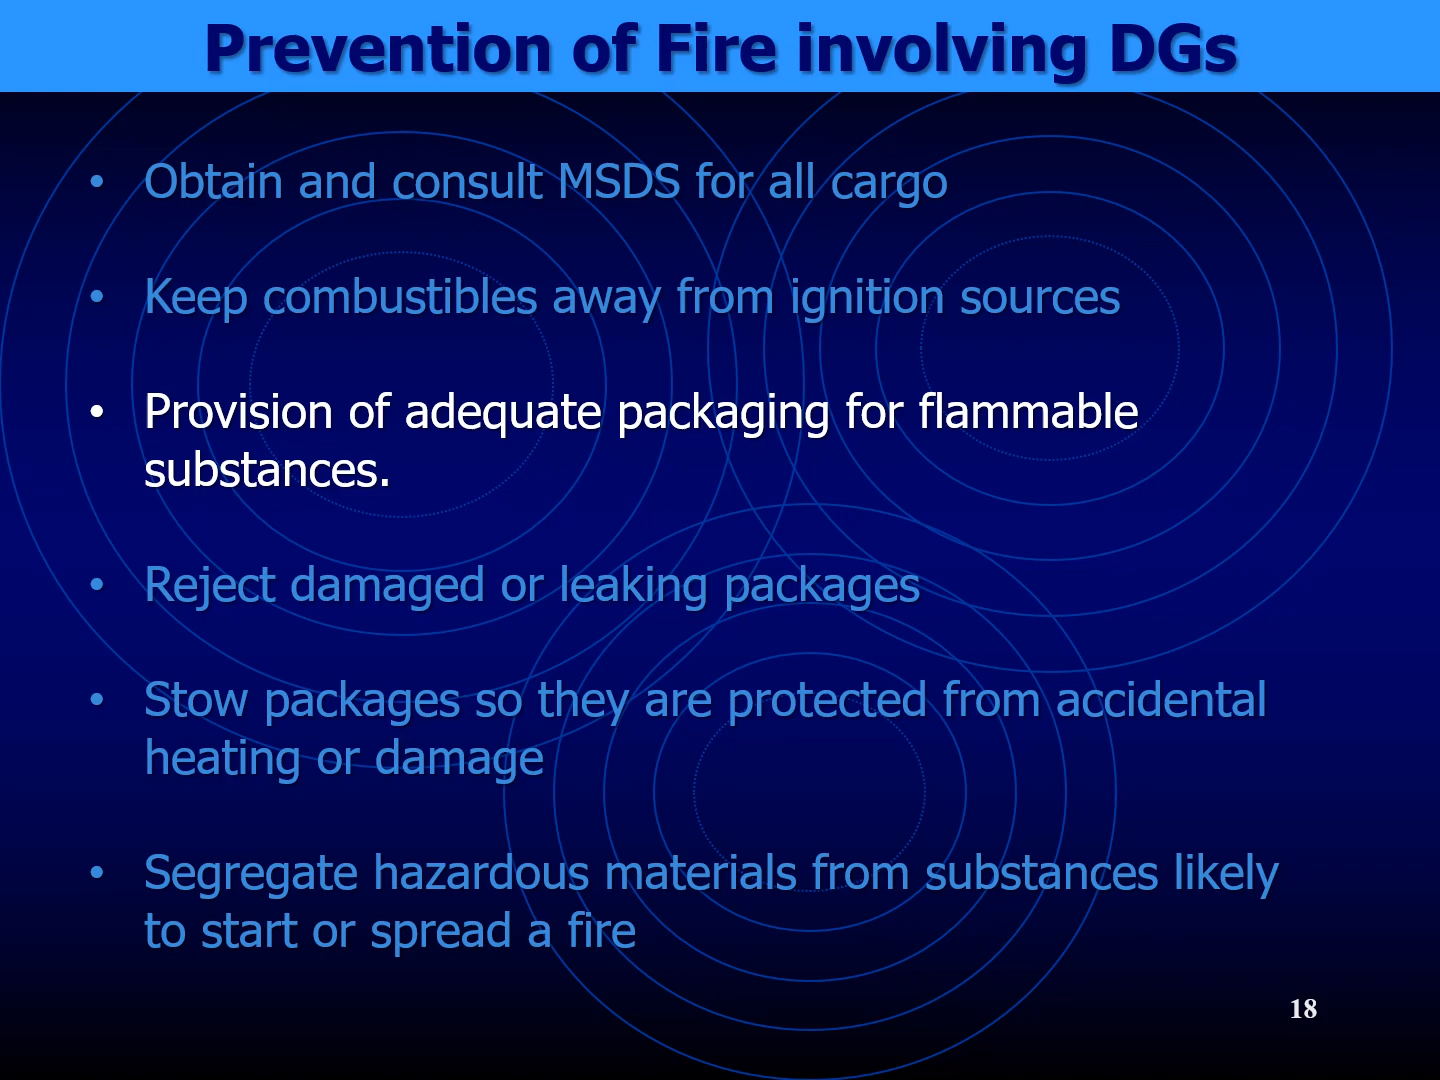 Prevention of Fire involving DGs
• Obtain and consult MSDS for all cargo
• Keep combustibles away from ignition sources
• Provision of adequate packaging for flammable
substances.
• Reject damaged or leaking packages
• Stow packages so they are protected from accidental
heating or damage
• Segregate hazardous materials from substances likely
to start or spread a fire
18